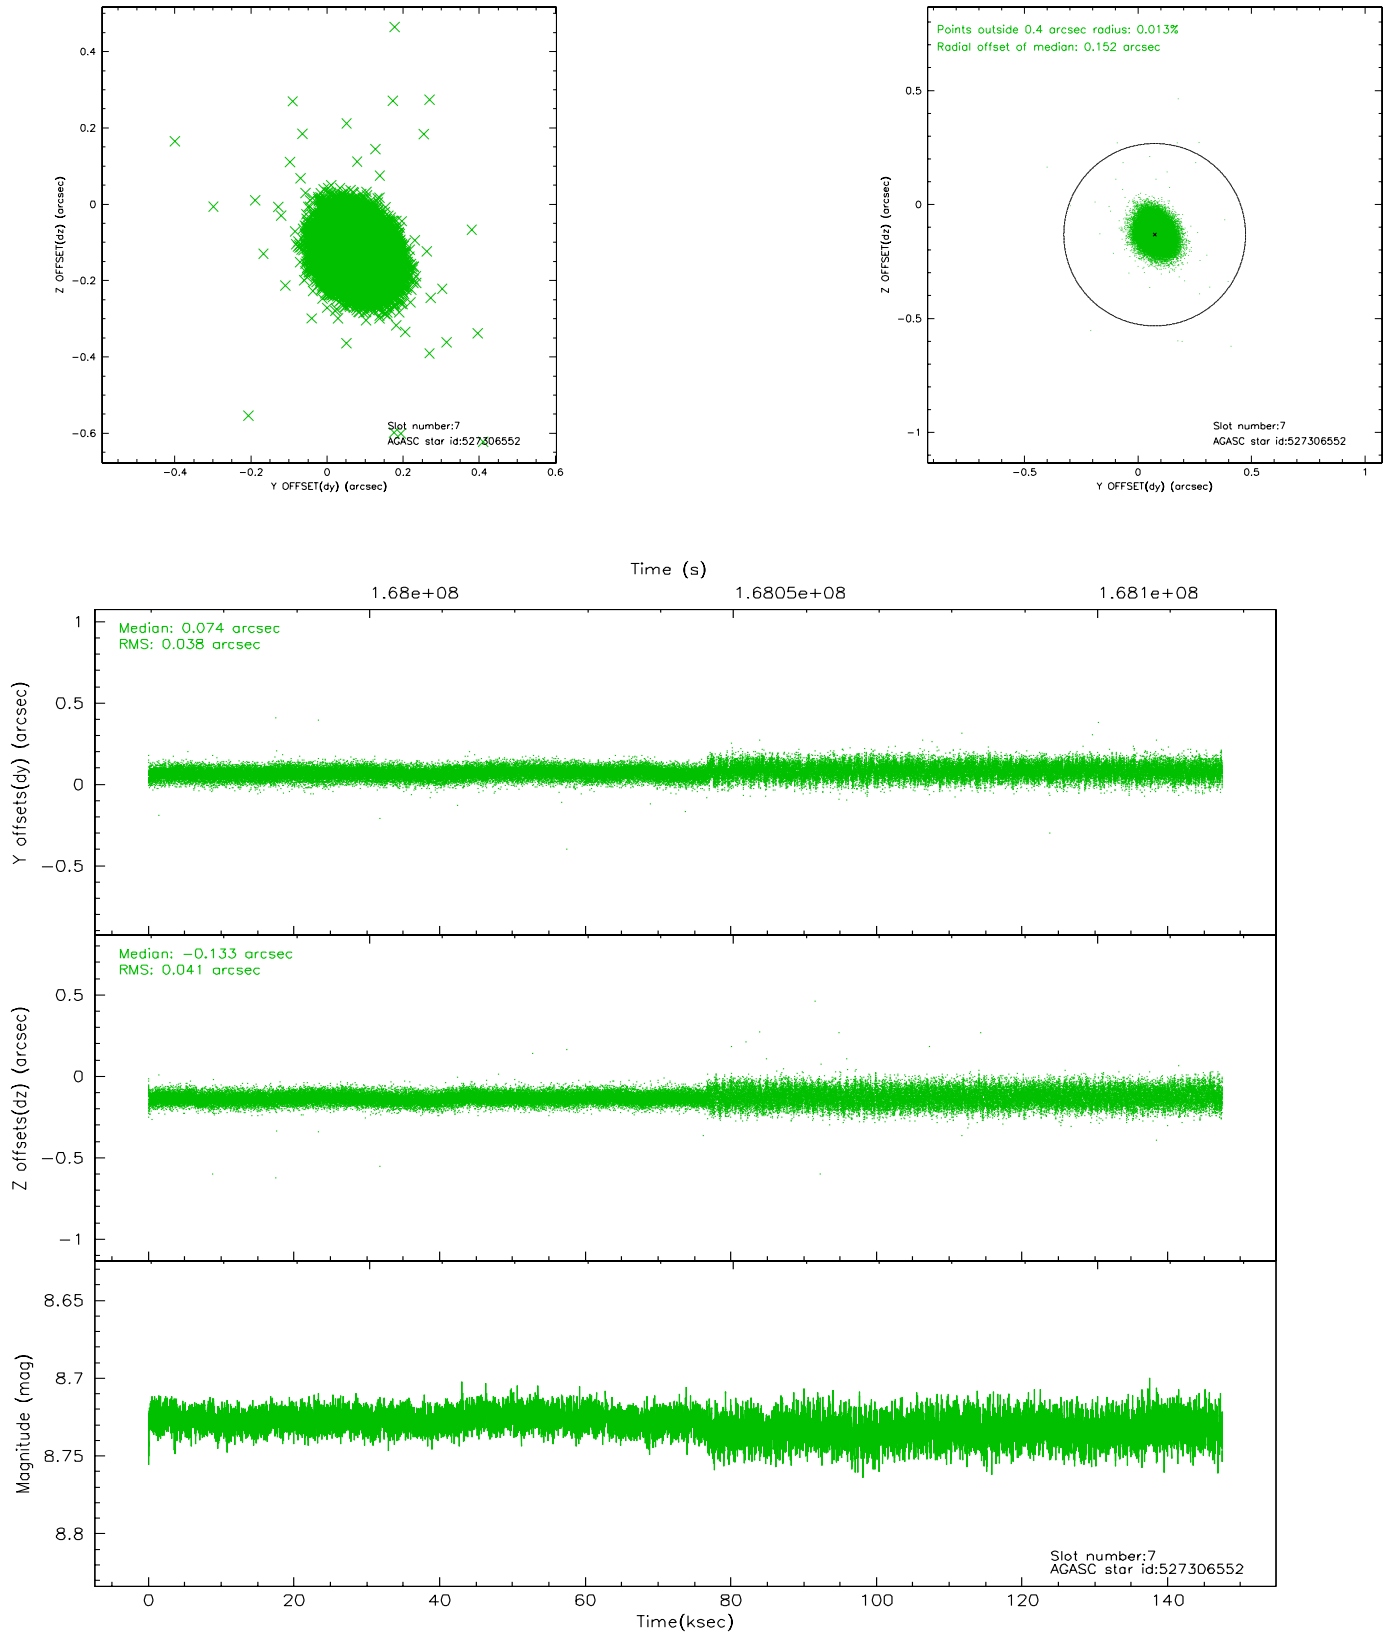 0.4
0.2
0
−0.2
−0.4
−0.6
Z OFFSET(dz) (arcsec)
Slot number:7
AGASC star id:527306552
−0.4 −0.2 0 0.2 0.4 0.6
Y OFFSET(dy) (arcsec)
Points outside 0.4 arcsec radius: 0.013%
Radial offset of median: 0.152 arcsec
0.5
0
−0.5
−1
Z OFFSET(dz) (arcsec)
Slot number:7
AGASC star id:527306552
−0.5 0 0.5 1
Y OFFSET(dy) (arcsec)
Time (s)
1.68e+08 1.6805e+08 1.681e+08
Median: 0.074 arcsec
RMS: 0.038 arcsec
1
0.5
0
−0.5
Y offsets(dy) (arcsec)
Median: −0.133 arcsec
RMS: 0.041 arcsec
0.5
0
−0.5
−1
Z offsets(dz) (arcsec)
8.65
8.7
8.75
8.8
Magnitude (mag)
Slot number:7
AGASC star id:527306552
0 20 40 60 80 100 120 140
Time(ksec)